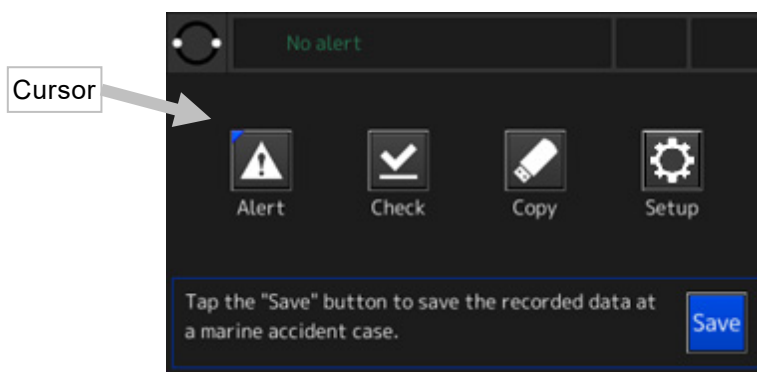 No alert
Cursor
Alert
Check
Copy
Setup
Tap the "Save" button to save the recorded data at
a marine accident case.
Save